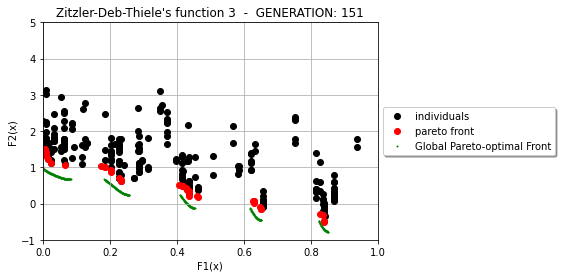 Zitzler-Deb-Thiele's function 3 - GENERATION: 151
5
4
3
2
1
0
−1
F2(x)
0.0 0.2 0.4 0.6 0.8 1.0
F1(x)
individuals
pareto front
Global Pareto-optimal Front